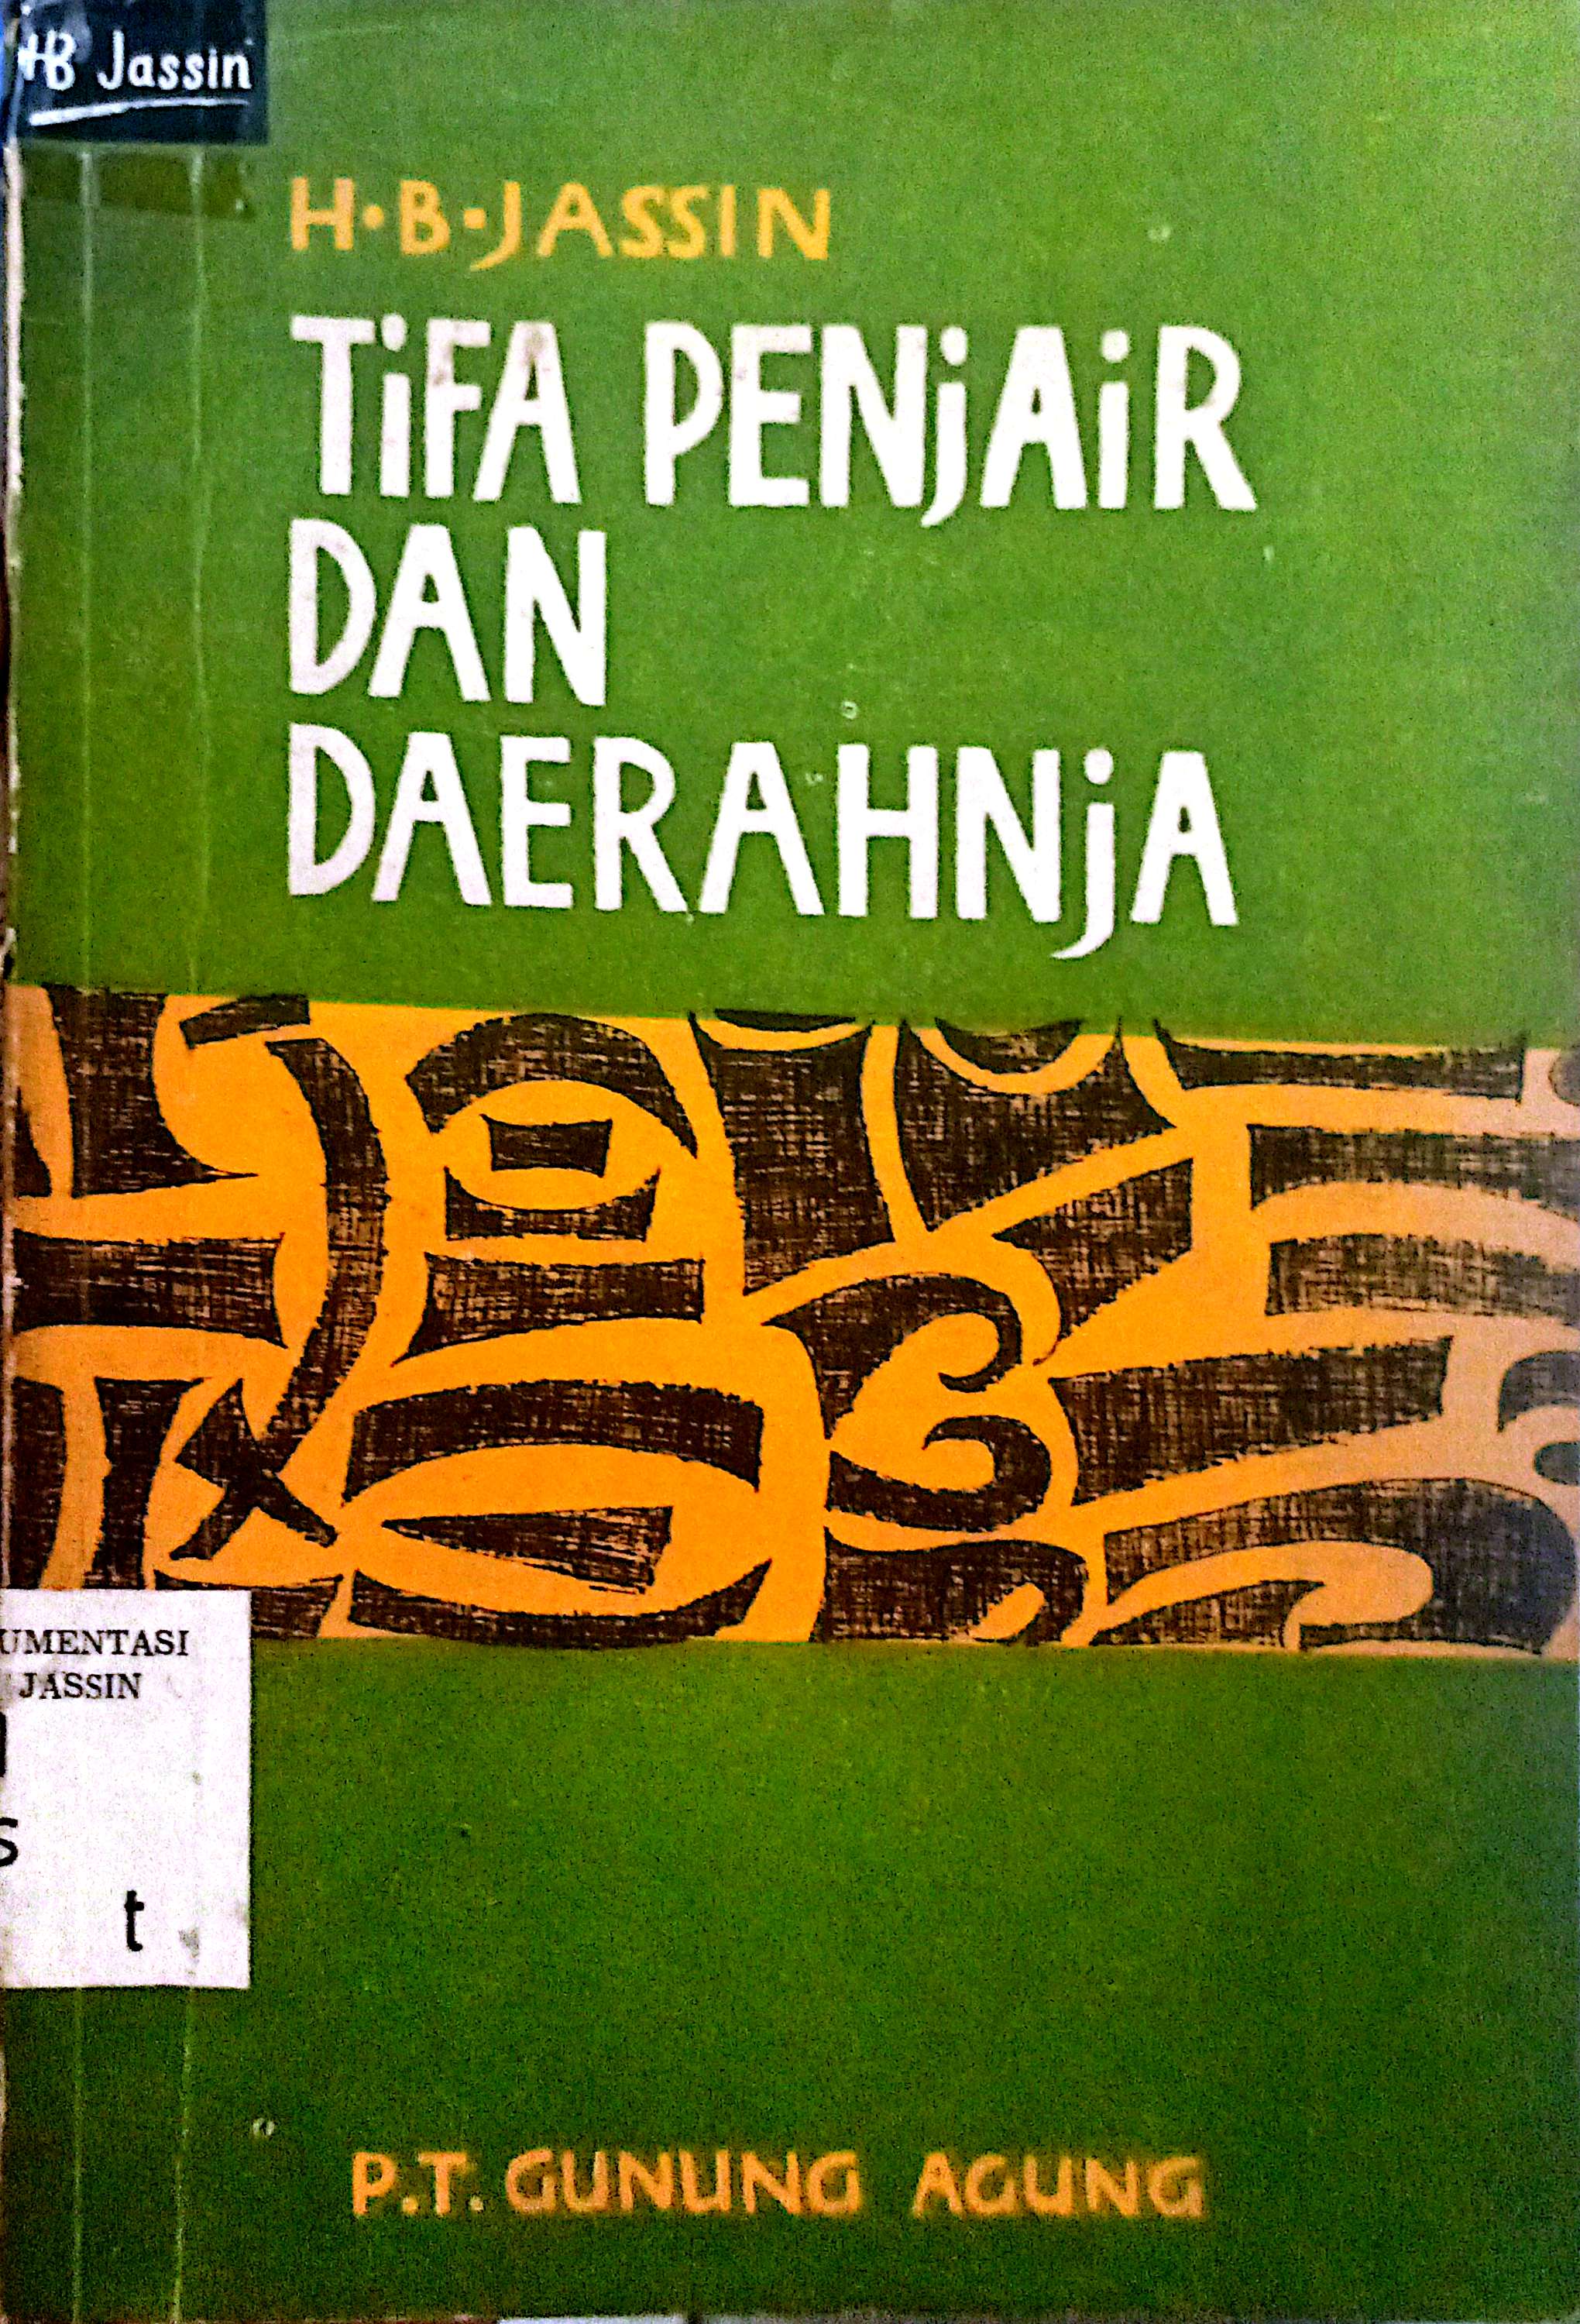 HB Jassin
H·B·JASSIN
TiFA PENjAiR
DAN
DAERAHNjA
UMENTASI
JASSIN
s
t
P.T. GUNUNG AGUNG